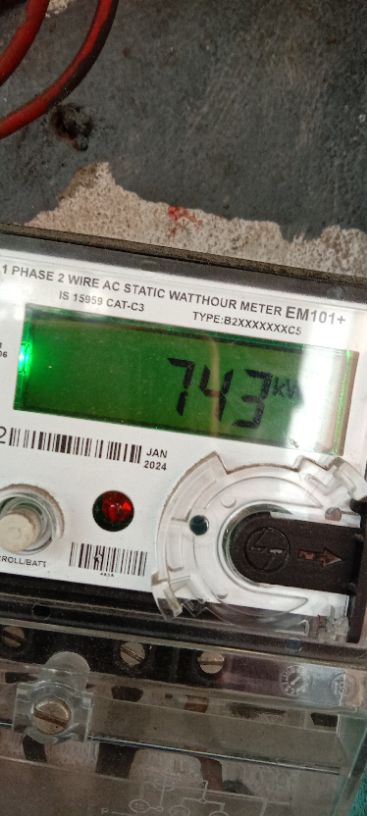 1 PHASE 2 WIRE AC STATIC WATTHOUR METER EM101+
IS 15959 CAT-C3
TYPE:B2XXXXXXXC5
743
JAN
2024